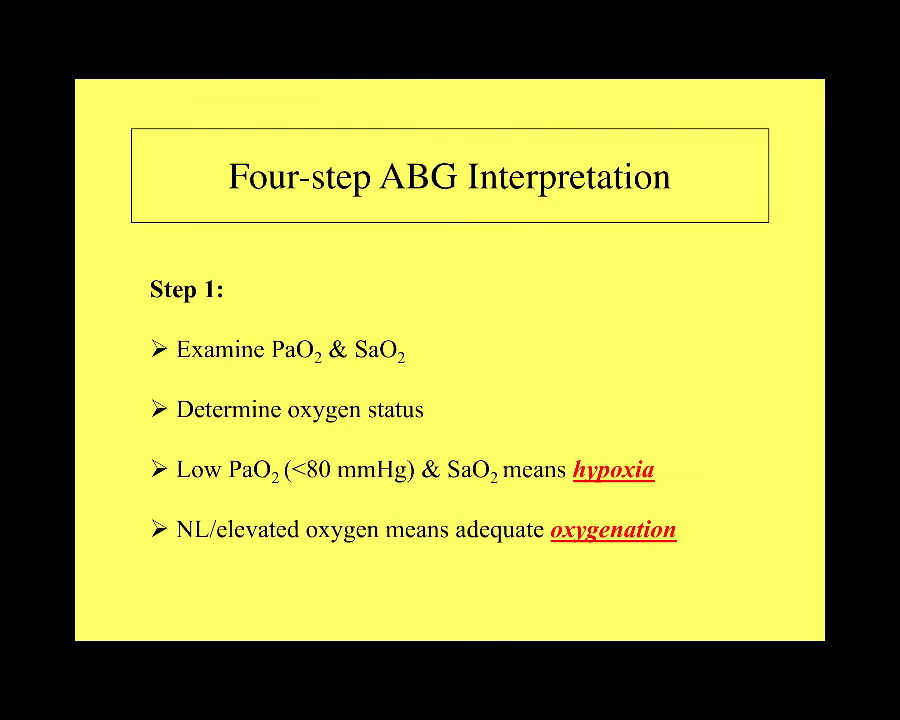 Four-step ABG Interpretation
Step 1:
➢ Examine PaO₂ & SaO₂
➢ Determine oxygen status
➢ Low PaO₂ (<80 mmHg) & SaO₂ means hypoxia
➢ NL/elevated oxygen means adequate oxygenation